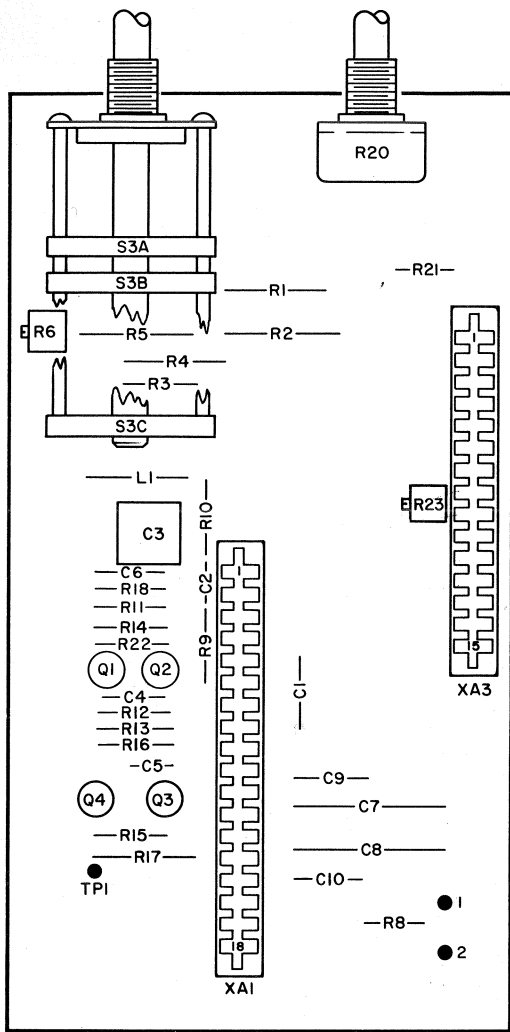 R20
S3A
R21
S3B
R1
R6
R5
R2
1
R4
R3
S3C
L1
R10
R23
C3
C6
1
C2
R18
R11
R14
R9
R22
15
Q1
Q2
XA3
C4
C1
R12
R13
R16
C5
C9
Q4
Q3
C7
R15
R17
C8
TP1
C10
1
R8
18
2
XA1